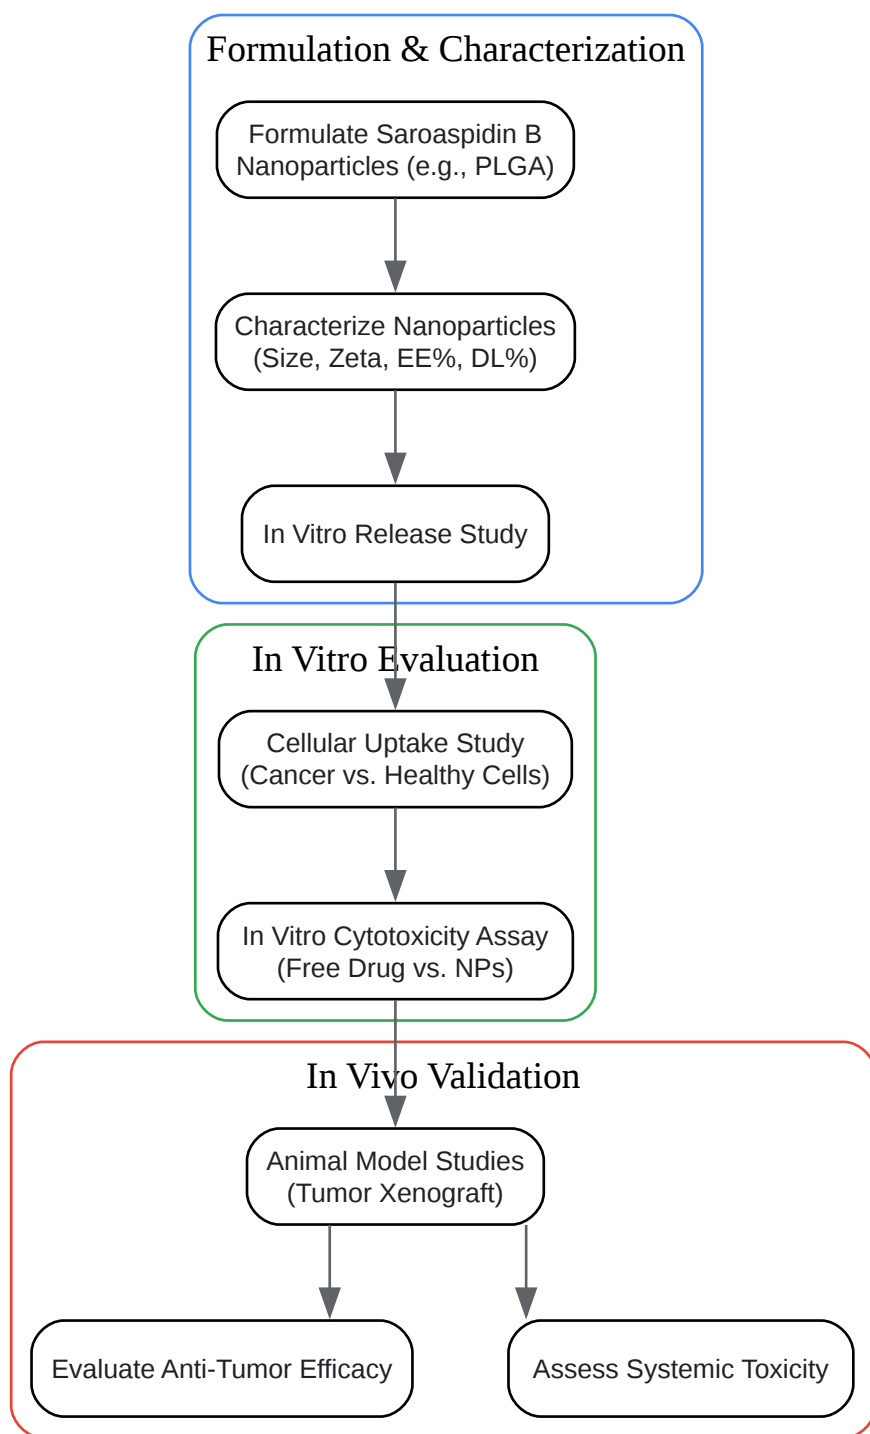 Formulation & Characterization
Formulate Saroaspidin B
Nanoparticles (e.g., PLGA)
Characterize Nanoparticles
(Size, Zeta, EE%, DL%)
In Vitro Release Study
In Vitro Evaluation
Cellular Uptake Study
(Cancer vs. Healthy Cells)
In Vitro Cytotoxicity Assay
(Free Drug vs. NPs)
In Vivo Validation
Animal Model Studies
(Tumor Xenograft)
Evaluate Anti-Tumor Efficacy
Assess Systemic Toxicity